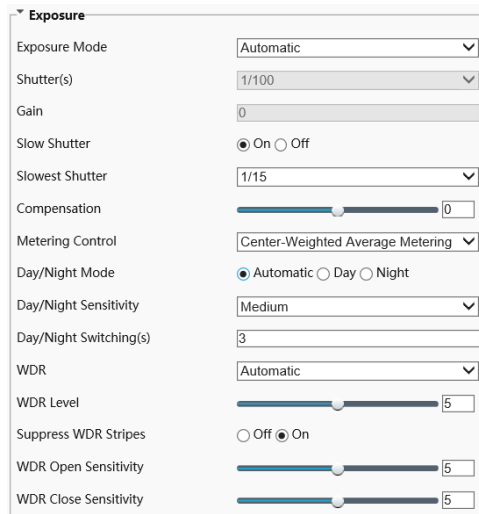 Exposure
Exposure Mode Automatic
Shutter(s) 1/100
Gain 0
Slow Shutter On Off
Slowest Shutter 1/15
Compensation 0
Metering Control Center-Weighted Average Metering
Day/Night Mode Automatic Day Night
Day/Night Sensitivity Medium
Day/Night Switching(s) 3
WDR Automatic
WDR Level 5
Suppress WDR Stripes Off On
WDR Open Sensitivity 5
WDR Close Sensitivity 5